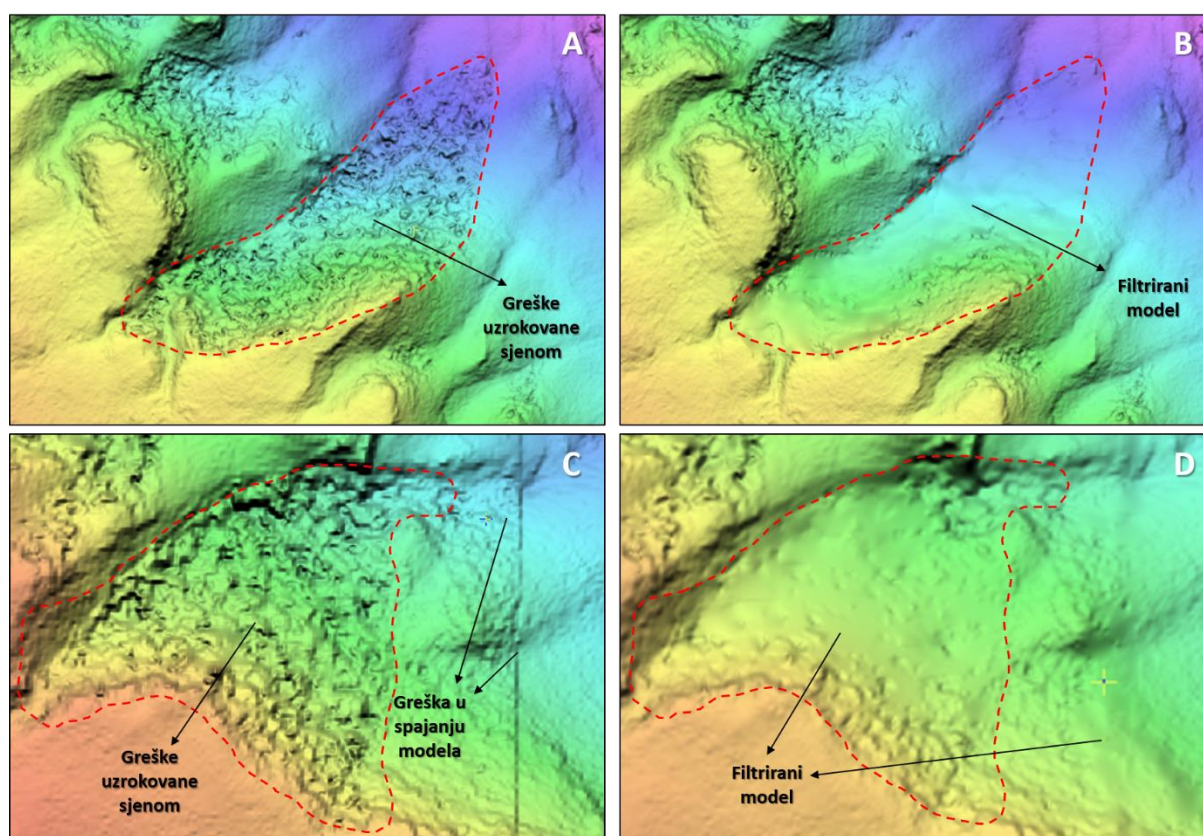 A
Greške
uzrokovane
sjenom
B
Filtrirani
model
C
Greške
uzrokovane
sjenom
Greška u
spajanju
modela
D
Filtrirani
model